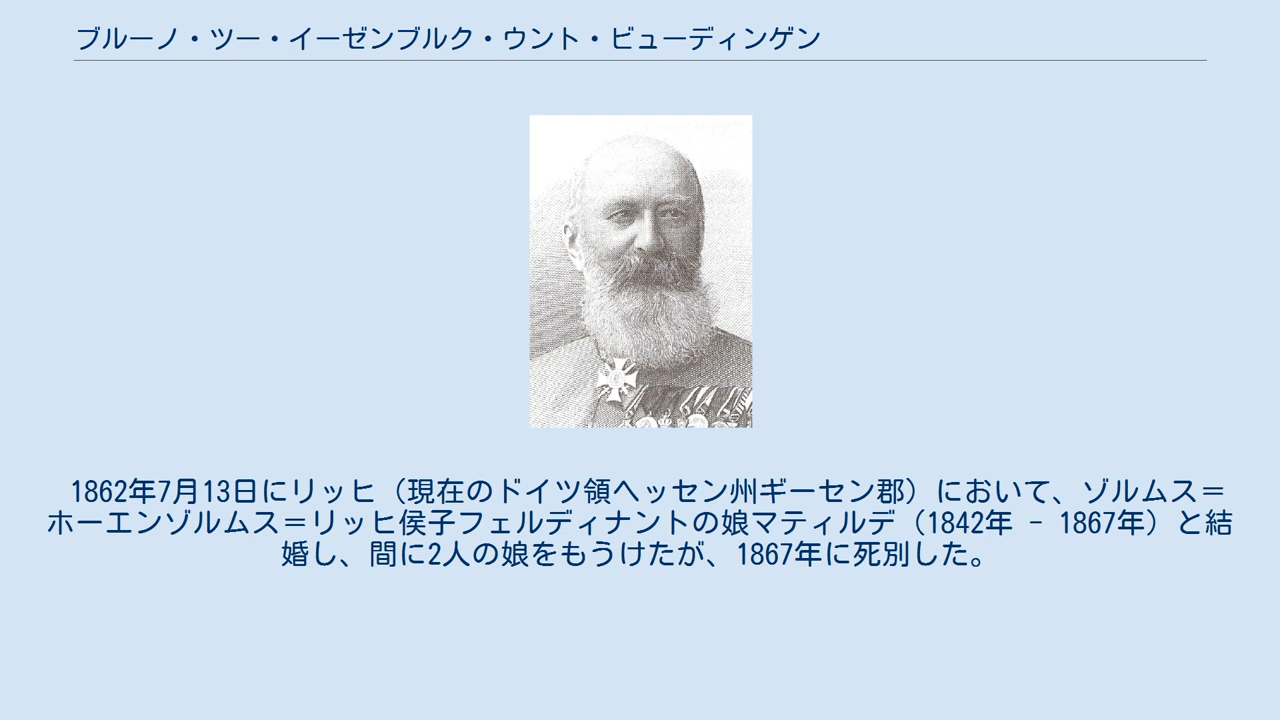 ブルーノ・ツー・イーゼンブルク・ウント・ビューディンゲン
1862年7月13日にリッヒ（現在のドイツ領ヘッセン州ギーセン郡）において、ゾルムス＝
ホーエンゾルムス＝リッヒ侯子フェルディナントの娘マティルデ（1842年 - 1867年）と結
婚し、間に2人の娘をもうけたが、1867年に死別した。